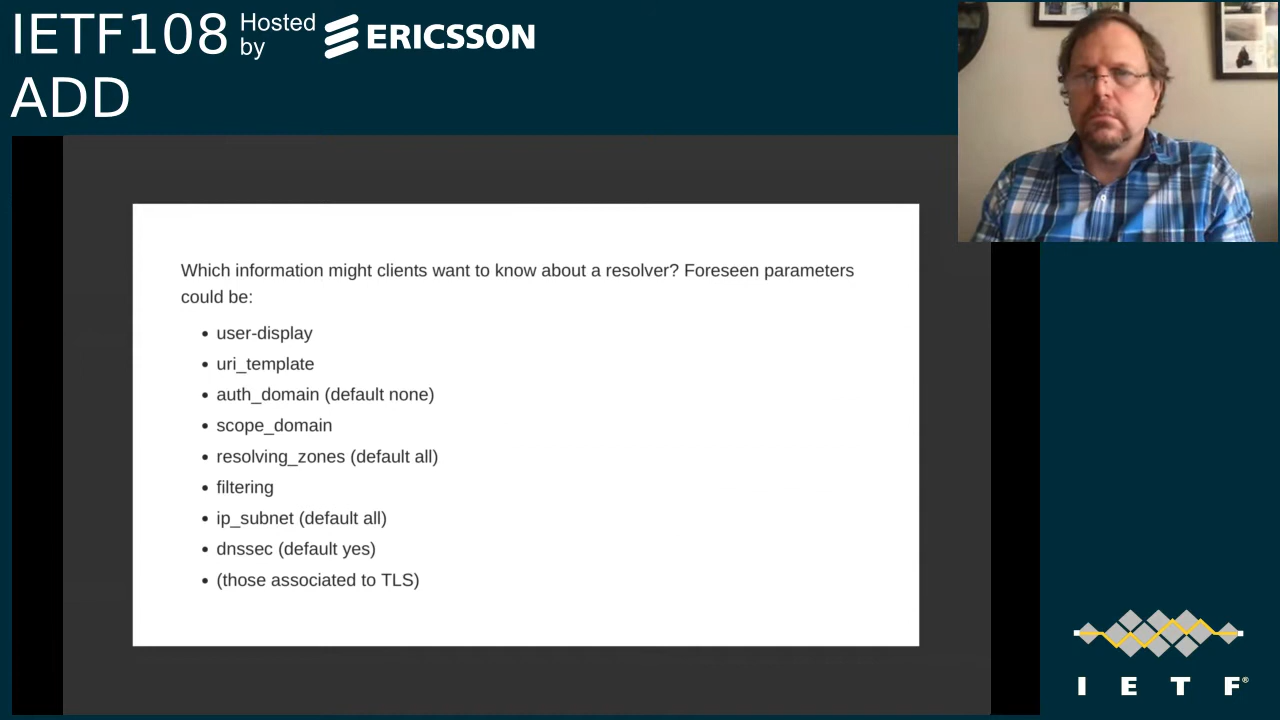 IETF108 Hosted by ERICSSON
ADD
Which information might clients want to know about a resolver? Foreseen parameters
could be:
• user-display
• uri_template
• auth_domain (default none)
• scope_domain
• resolving_zones (default all)
• filtering
• ip_subnet (default all)
• dnssec (default yes)
• (those associated to TLS)
I E T F®